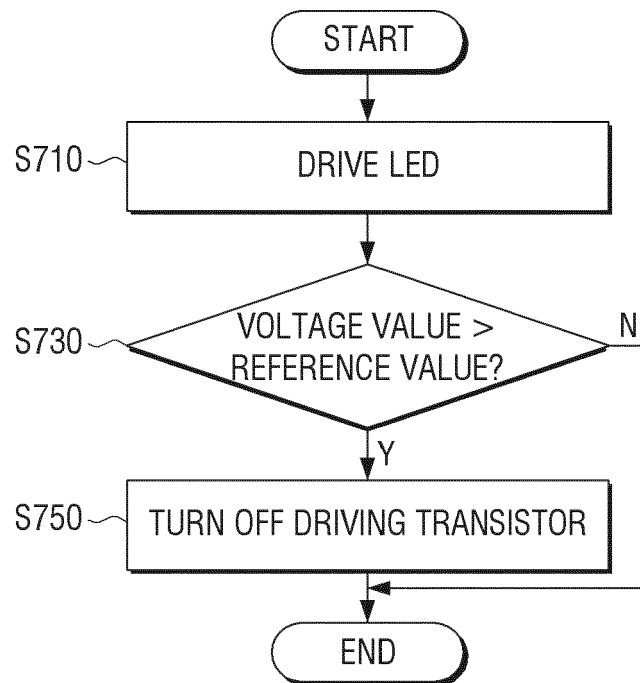 START
S710
DRIVE LED
S730
VOLTAGE VALUE >
REFERENCE VALUE?
N
Y
S750
TURN OFF DRIVING TRANSISTOR
END